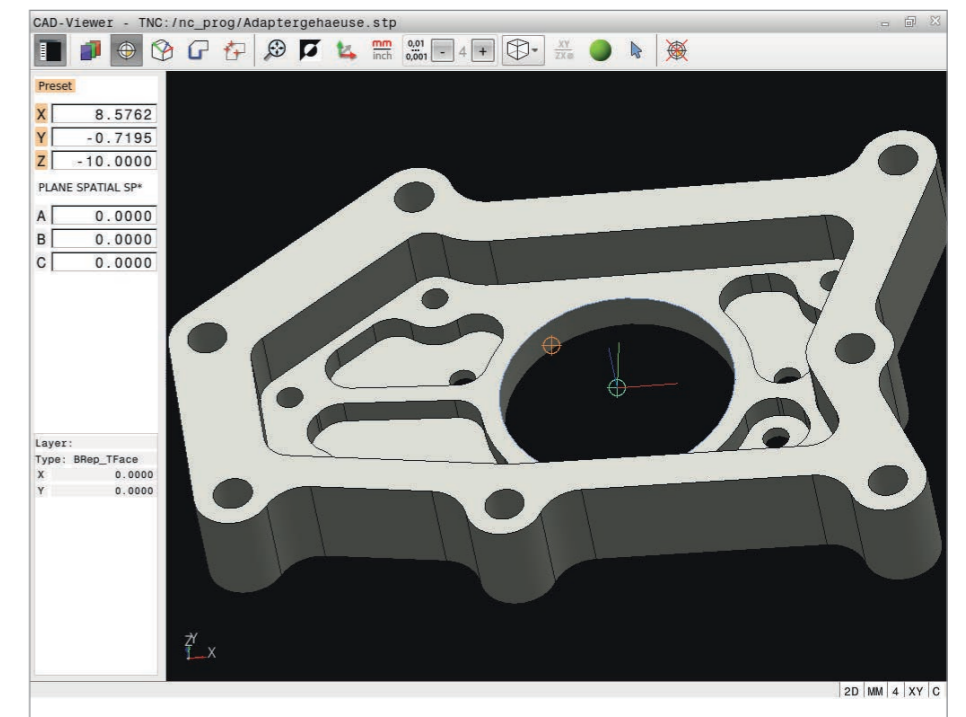 CAD-Viewer - TNC:/nc_prog/Adaptergehaeuse.stp
mm
inch
0,01
0,001
- 4 +
XY
ZX
Preset
X 8.5762
Y -0.7195
Z -10.0000
PLANE SPATIAL SP*
A 0.0000
B 0.0000
C 0.0000
Layer:
Type: BRep_TFace
X 0.0000
Y 0.0000
ZY
X
2D MM 4 XY C